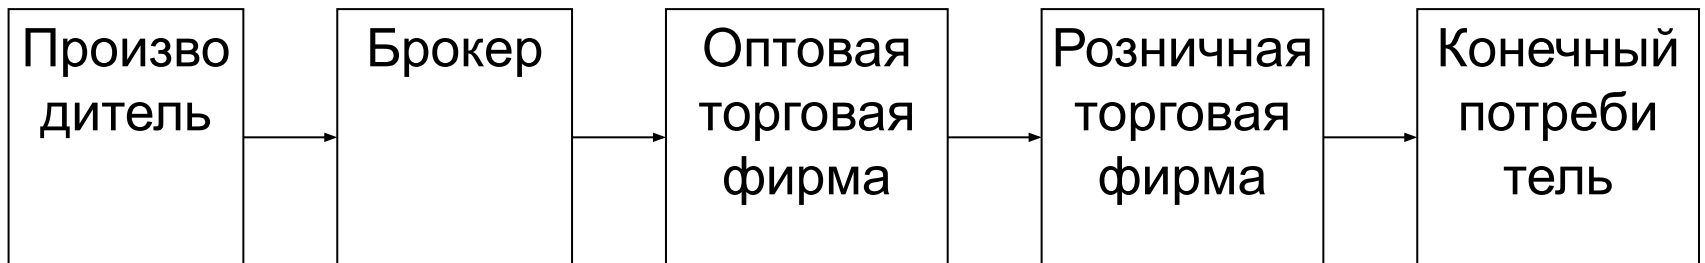 Произво
дитель
Брокер
Оптовая
торговая
фирма
Розничная
торговая
фирма
Конечный
потреби
тель